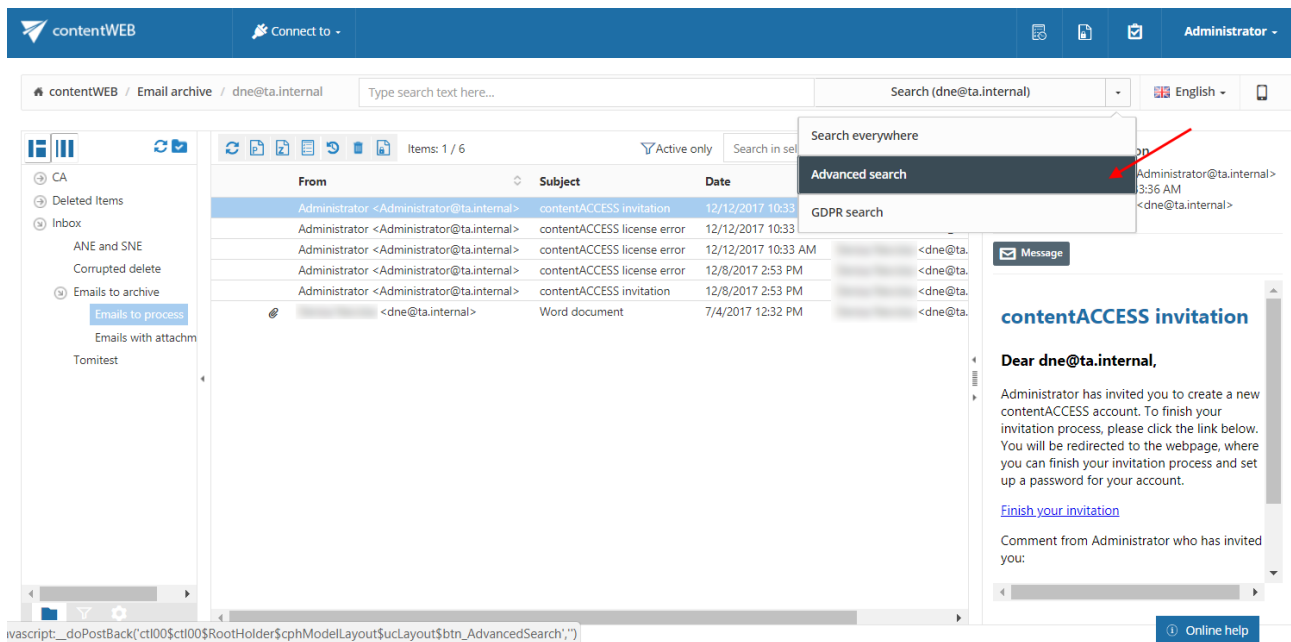 contentWEB
Connect to
Administrator
contentWEB / Email archive / dne@ta.internal
Type search text here...
Search (dne@ta.internal)
English
Search everywhere
Advanced search
GDPR search
CA
Deleted Items
Inbox
ANE and SNE
Corrupted delete
Emails to archive
Emails to process
Emails with attachm
Tomitest
Items: 1 / 6
Active only
Search in sel
From Subject Date
Administrator <Administrator@ta.internal> contentACCESS invitation 12/12/2017 10:33
Administrator <Administrator@ta.internal> contentACCESS license error 12/12/2017 10:33
Administrator <Administrator@ta.internal> contentACCESS license error 12/12/2017 10:33 AM <dne@ta.
Administrator <Administrator@ta.internal> contentACCESS license error 12/8/2017 2:53 PM <dne@ta.
Administrator <Administrator@ta.internal> contentACCESS invitation 12/8/2017 2:53 PM <dne@ta.
<dne@ta.internal> Word document 7/4/2017 12:32 PM <dne@ta.
on
Administrator@ta.internal>
3:36 AM
<dne@ta.internal>
Message
contentACCESS invitation
Dear dne@ta.internal,
Administrator has invited you to create a new
contentACCESS account. To finish your
invitation process, please click the link below.
You will be redirected to the webpage, where
you can finish your invitation process and set
up a password for your account.
Finish your invitation
Comment from Administrator who has invited
you:
Online help
avascript:__doPostBack('ctl00$ctl00$RootHolder$cphModelLayout$ucLayout$btn_AdvancedSearch','')